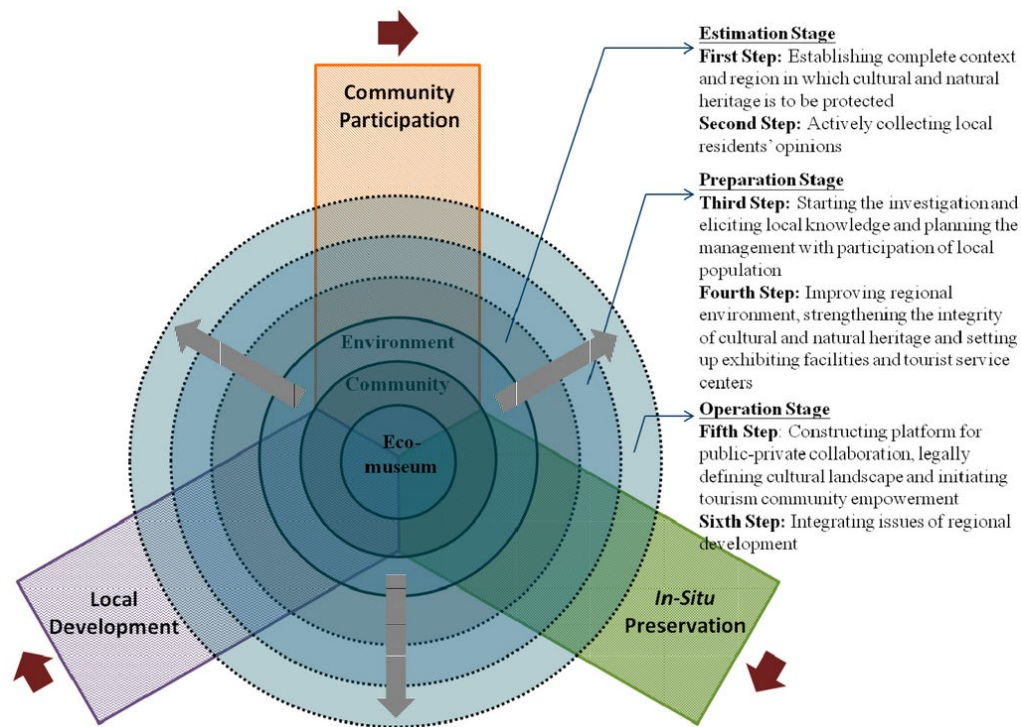 Community
Participation
Environment
Community
Eco-
museum
Local
Development
In-Situ
Preservation
Estimation Stage
First Step: Establishing complete context
and region in which cultural and natural
heritage is to be protected
Second Step: Actively collecting local
residents' opinions
Preparation Stage
Third Step: Starting the investigation and
eliciting local knowledge and planning the
management with participation of local
population
Fourth Step: Improving regional
environment, strengthening the integrity
of cultural and natural heritage and setting
up exhibiting facilities and tourist service
centers
Operation Stage
Fifth Step: Constructing platform for
public-private collaboration, legally
defining cultural landscape and initiating
tourism community empowerment
Sixth Step: Integrating issues of regional
development